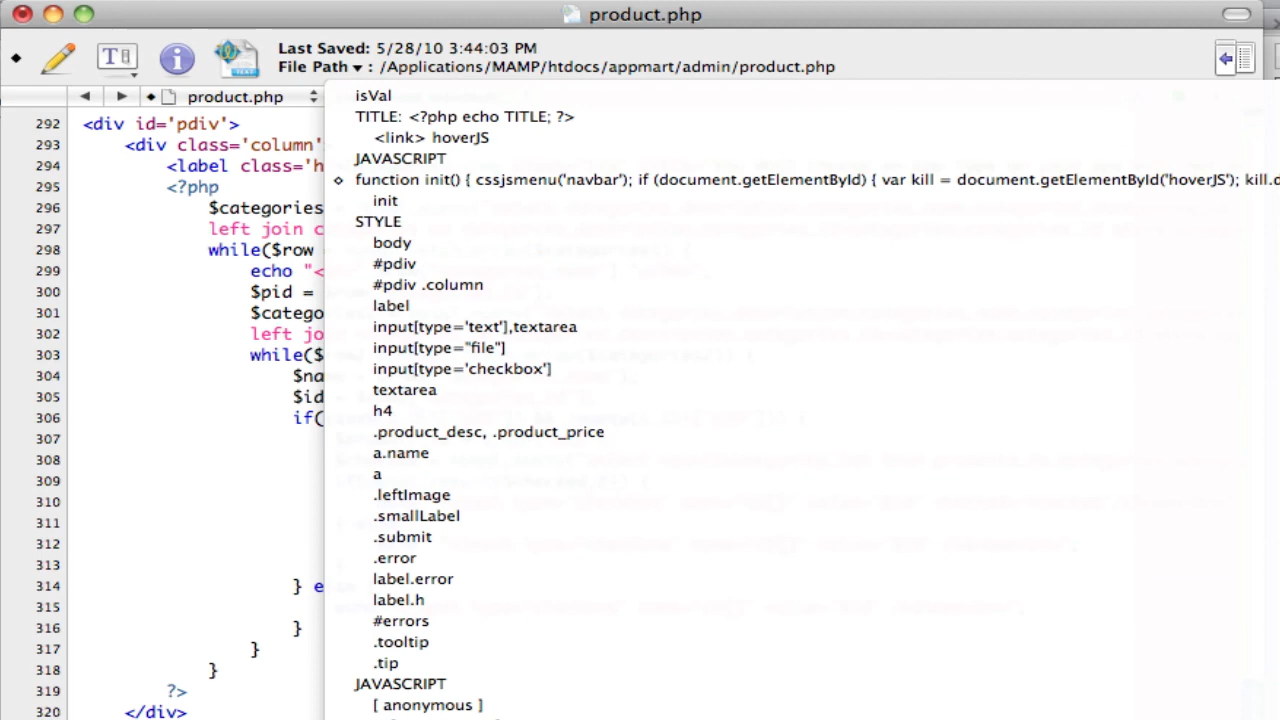 product.php
Last Saved: 5/28/10 3:44:03 PM
File Path ▾ : /Applications/MAMP/htdocs/appmart/admin/product.php
product.php
292 <div id='pdiv'>
293 <div class='column'
294 <label class='h
295 <?php
296 $categories
297 left join c
298 while($row
299 echo "<
300 $pid =
301 $catego
302 left jo
303 while($
304 $na
305 $id
306 if(
307
308
309
310
311
312
313
314 } e
315
316 }
317 }
318 }
319 ?>
320 </div>
isVal
TITLE: <?php echo TITLE; ?>
<link> hoverJS
JAVASCRIPT
function init() { cssjsmenu('navbar'); if (document.getElementById) { var kill = document.getElementById('hoverJS'); kill.d
init
STYLE
body
#pdiv
#pdiv .column
label
input[type='text'],textarea
input[type="file"]
input[type='checkbox']
textarea
h4
.product_desc, .product_price
a.name
a
.leftImage
.smallLabel
.submit
.error
label.error
label.h
#errors
.tooltip
.tip
JAVASCRIPT
[ anonymous ]